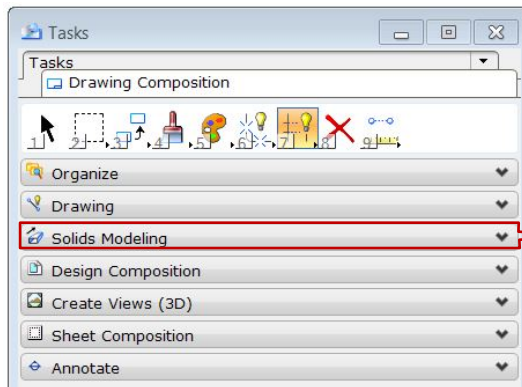 Tasks
Tasks
Drawing Composition
1 2 3 4 5 6 7 8 9
Organize
Drawing
Solids Modeling
Design Composition
Create Views (3D)
Sheet Composition
Annotate